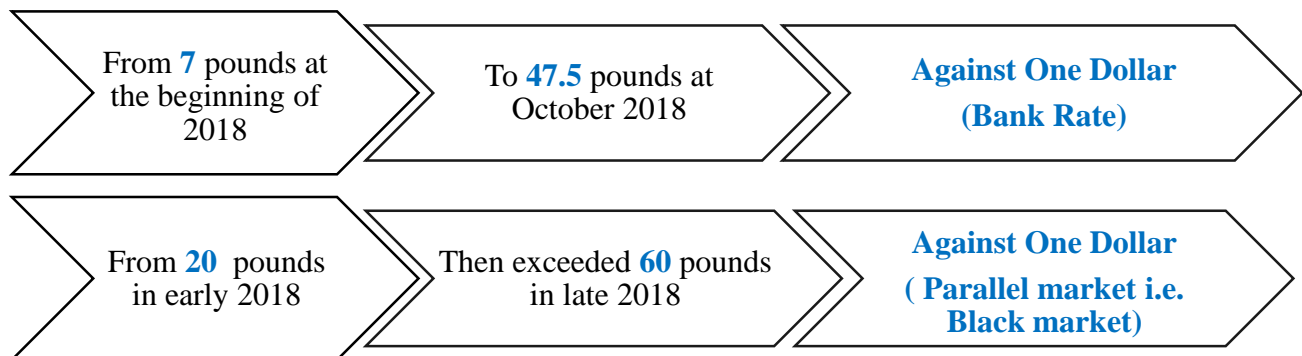 From 7 pounds at
the beginning of
2018
To 47.5 pounds at
October 2018
Against One Dollar
(Bank Rate)
From 20 pounds
in early 2018
Then exceeded 60 pounds
in late 2018
Against One Dollar
( Parallel market i.e.
Black market)